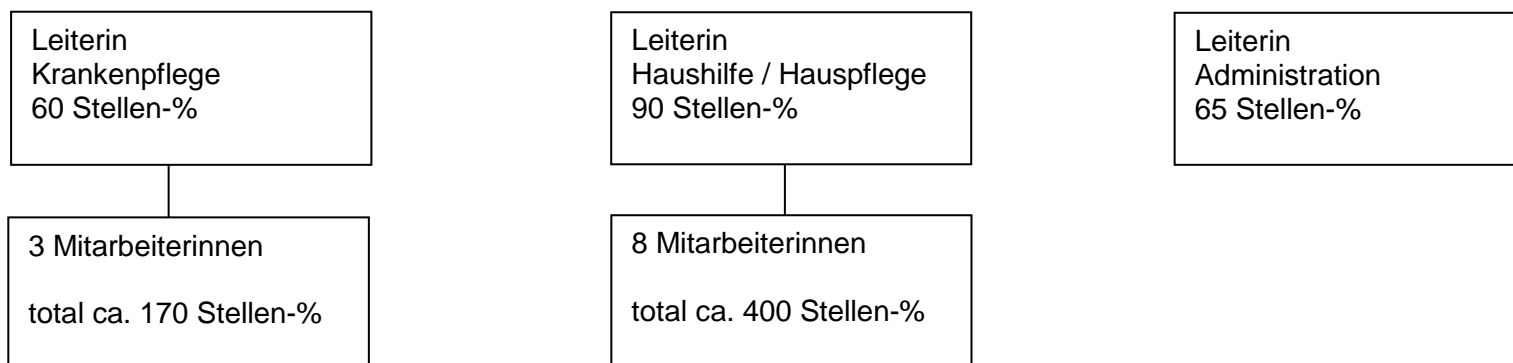 Leiterin
Krankenpflege
60 Stellen-%
Leiterin
Haushilfe / Hauspflege
90 Stellen-%
Leiterin
Administration
65 Stellen-%
3 Mitarbeiterinnen
total ca. 170 Stellen-%
8 Mitarbeiterinnen
total ca. 400 Stellen-%